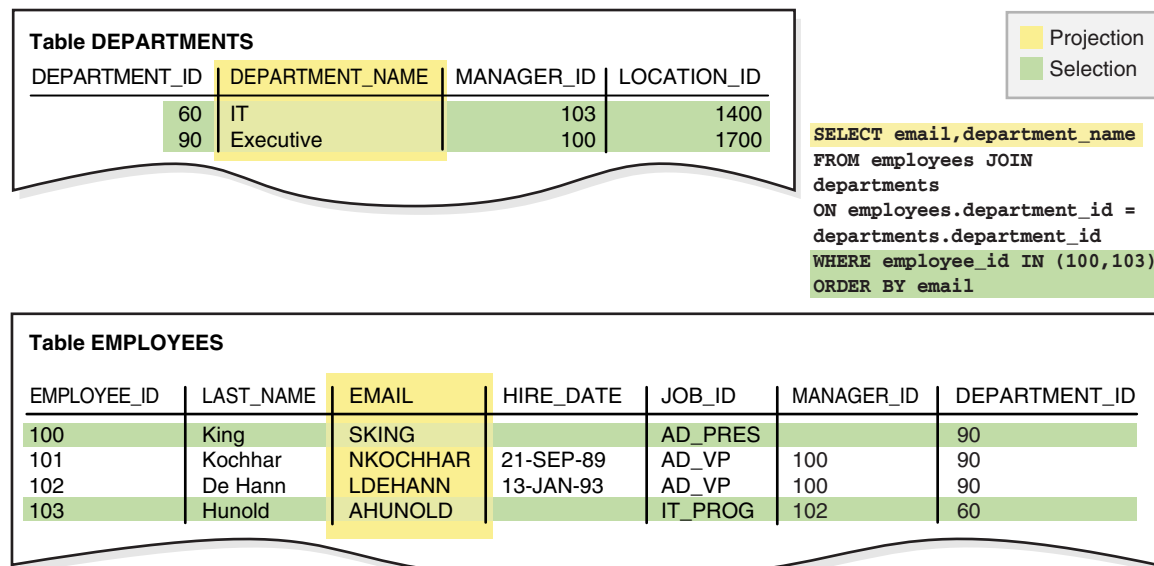 Table DEPARTMENTS
DEPARTMENT_ID DEPARTMENT_NAME MANAGER_ID LOCATION_ID
60 IT 103 1400
90 Executive 100 1700
Projection
Selection
SELECT email,department_name
FROM employees JOIN
departments
ON employees.department_id =
departments.department_id
WHERE employee_id IN (100,103)
ORDER BY email
Table EMPLOYEES
EMPLOYEE_ID LAST_NAME EMAIL HIRE_DATE JOB_ID MANAGER_ID DEPARTMENT_ID
100 King SKING AD_PRES 90
101 Kochhar NKOCHHAR 21-SEP-89 AD_VP 100 90
102 De Hann LDEHANN 13-JAN-93 AD_VP 100 90
103 Hunold AHUNOLD IT_PROG 102 60